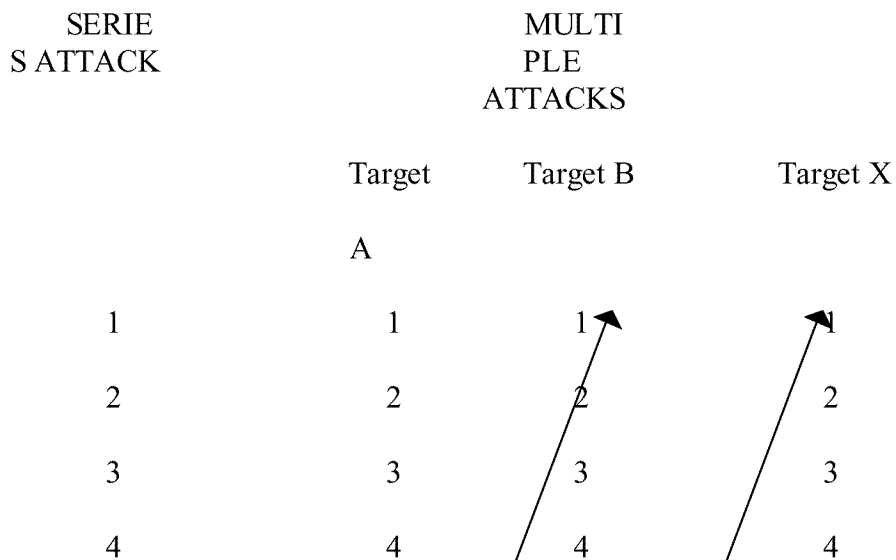 SERIE MULTI
S ATTACK PLE
ATTACKS
Target Target B Target X
A
1 1 1 1
2 2 2 2
3 3 3 3
4 4 4 4